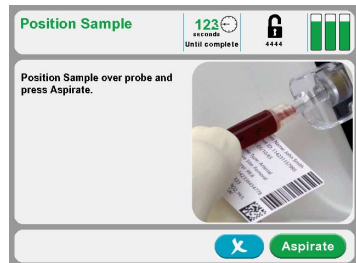 Position Sample
123
seconds
Until complete
4444
Position Sample over probe and
press Aspirate.
Aspirate